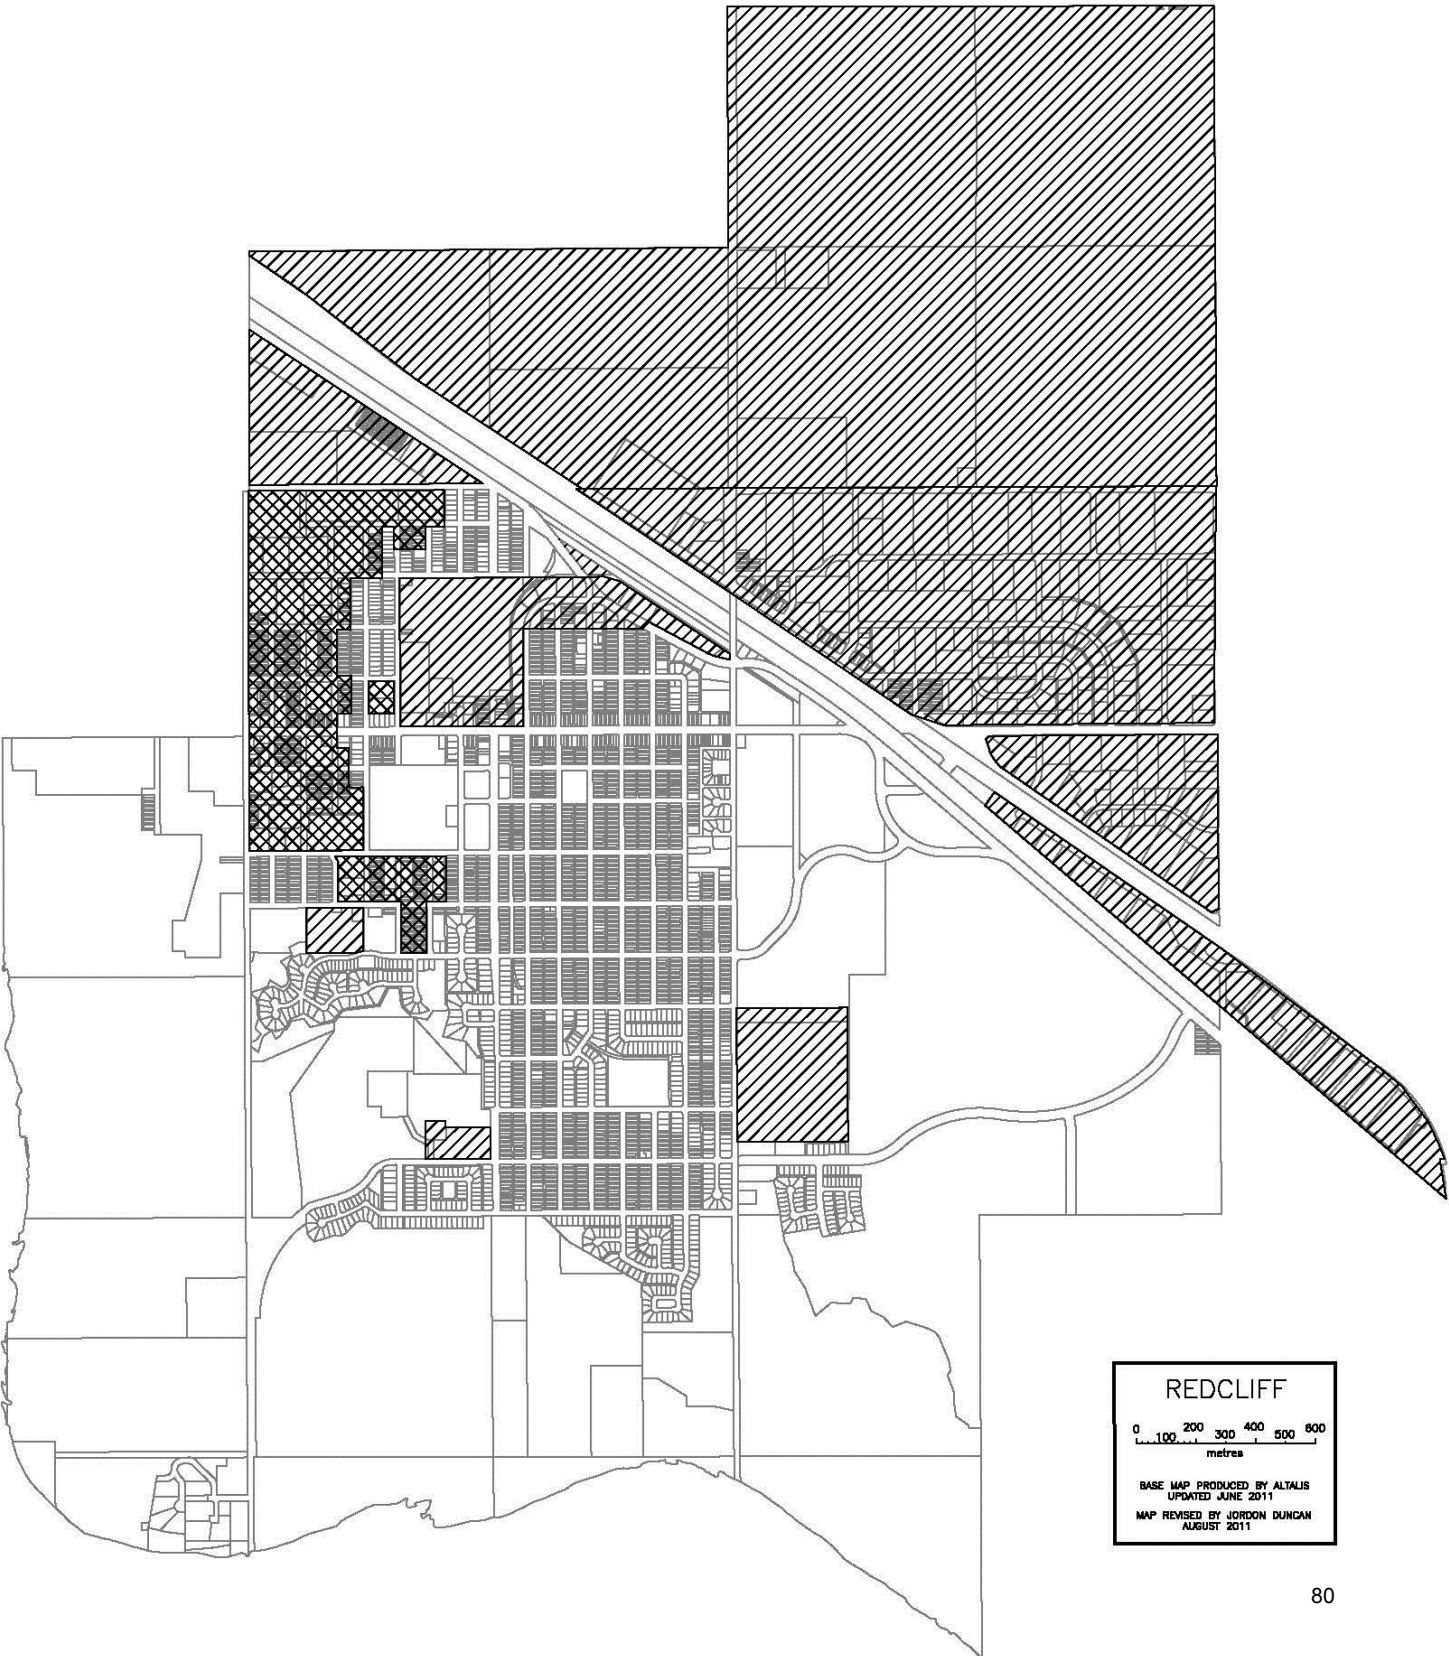 REDCLIFF
0 100 200 300 400 500 600
metres
BASE MAP PRODUCED BY ALTALIS
UPDATED JUNE 2011
MAP REVISED BY JORDON DUNCAN
AUGUST 2011
80